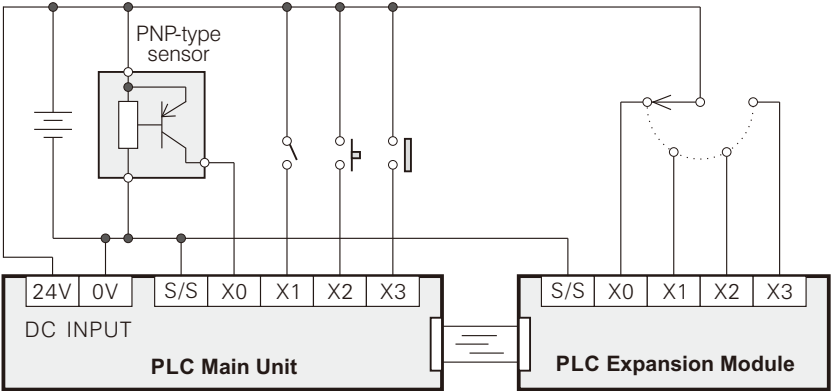 PNP-type
sensor
24V 0V S/S X0 X1 X2 X3
S/S X0 X1 X2 X3
DC INPUT
PLC Main Unit
PLC Expansion Module